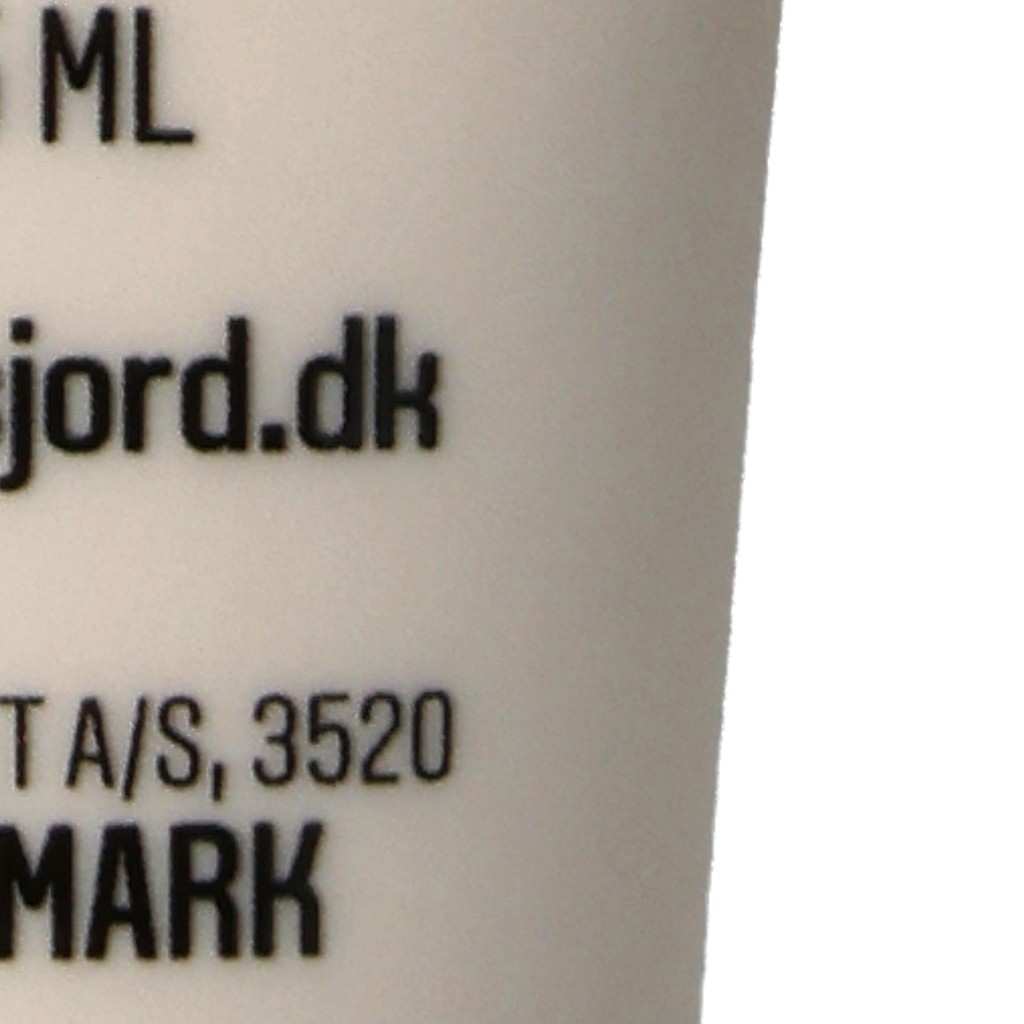 ML
jord.dk
T A/S, 3520
MARK